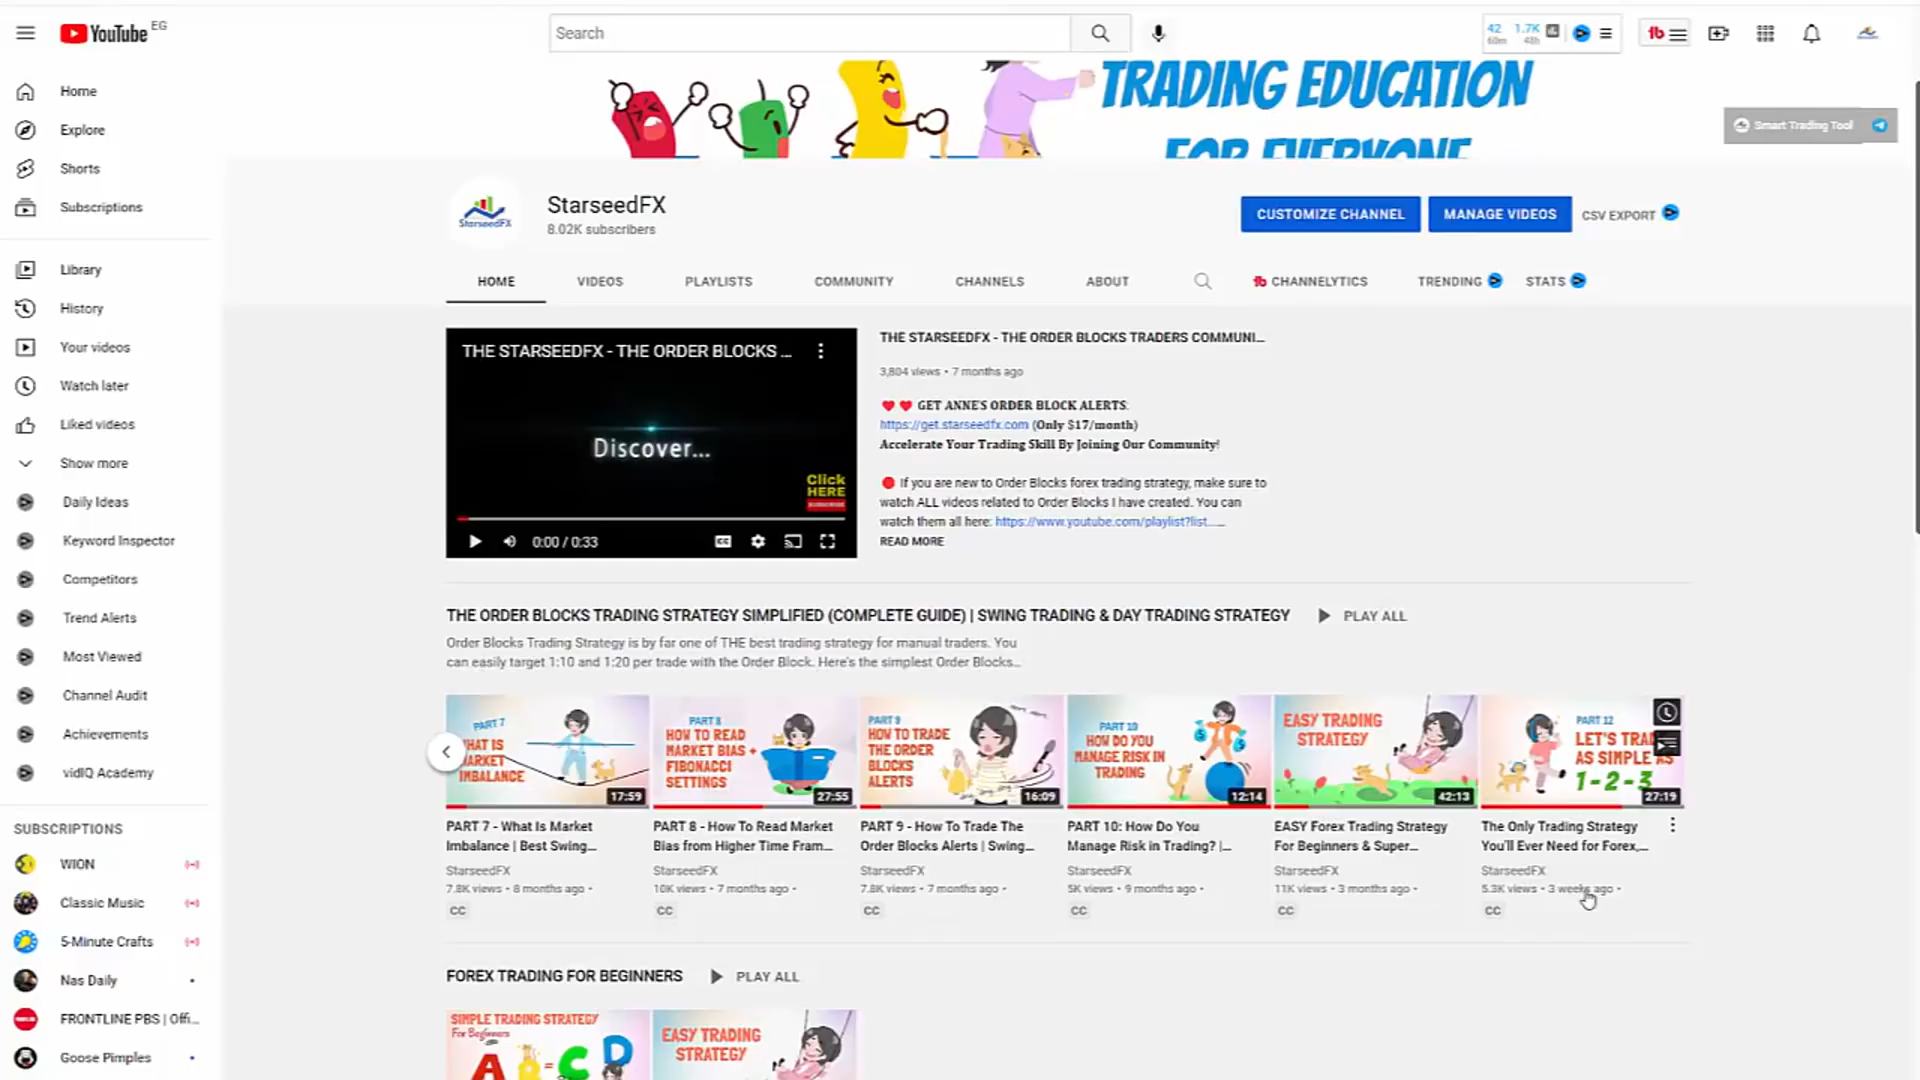 YouTube EG
Search
42 1.7K
60m 48h
Home
Explore
Shorts
Subscriptions
Library
History
Your videos
Watch later
Liked videos
Show more
Daily Ideas
Keyword Inspector
Competitors
Trend Alerts
Most Viewed
Channel Audit
Achievements
vidIQ Academy
SUBSCRIPTIONS
WION
Classic Music
5-Minute Crafts
Nas Daily
FRONTLINE PBS | Offi...
Goose Pimples
TRADING EDUCATION
FOR EVERYONE
Smart Trading Tool
StarseedFX
StarseedFX
8.02K subscribers
CUSTOMIZE CHANNEL
MANAGE VIDEOS
CSV EXPORT
HOME VIDEOS PLAYLISTS COMMUNITY CHANNELS ABOUT CHANNELYTICS TRENDING STATS
THE STARSEEDFX - THE ORDER BLOCKS ...
Discover...
Click
HERE
SUBSCRIBE
0:00 / 0:33
THE STARSEEDFX - THE ORDER BLOCKS TRADERS COMMUNI...
3,804 views • 7 months ago
GET ANNE'S ORDER BLOCK ALERTS:
https://get.starseedfx.com (Only $17/month)
Accelerate Your Trading Skill By Joining Our Community!
If you are new to Order Blocks forex trading strategy, make sure to
watch ALL videos related to Order Blocks I have created. You can
watch them all here: https://www.youtube.com/playlist?list......
READ MORE
THE ORDER BLOCKS TRADING STRATEGY SIMPLIFIED (COMPLETE GUIDE) | SWING TRADING & DAY TRADING STRATEGY PLAY ALL
Order Blocks Trading Strategy is by far one of THE best trading strategy for manual traders. You
can easily target 1:10 and 1:20 per trade with the Order Block. Here's the simplest Order Blocks...
PART 7
HAT IS
MARKET
IMBALANCE
17:59
PART 7 - What Is Market
Imbalance | Best Swing...
StarseedFX
7.8K views • 8 months ago •
CC
PART 8
HOW TO READ
MARKET BIAS +
FIBONACCI
SETTINGS
27:55
PART 8 - How To Read Market
Bias from Higher Time Fram...
StarseedFX
10K views • 7 months ago •
CC
PART 9
HOW TO TRADE
THE ORDER
BLOCKS
ALERTS
16:09
PART 9 - How To Trade The
Order Blocks Alerts | Swing...
StarseedFX
7.8K views • 7 months ago •
CC
PART 10
HOW DO YOU
MANAGE RISK IN
TRADING?
12:14
PART 10: How Do You
Manage Risk in Trading? |...
StarseedFX
5K views • 9 months ago •
CC
EASY TRADING
STRATEGY
42:13
EASY Forex Trading Strategy
For Beginners & Super...
StarseedFX
11K views • 3 months ago •
CC
PART 12
LET'S TRA
AS SIMPLE AS
1-2-3
27:19
The Only Trading Strategy
You'll Ever Need for Forex,...
StarseedFX
5.3K views • 3 weeks ago •
CC
FOREX TRADING FOR BEGINNERS PLAY ALL
SIMPLE TRADING STRATEGY
For Beginners
A B = C D
EASY TRADING
STRATEGY